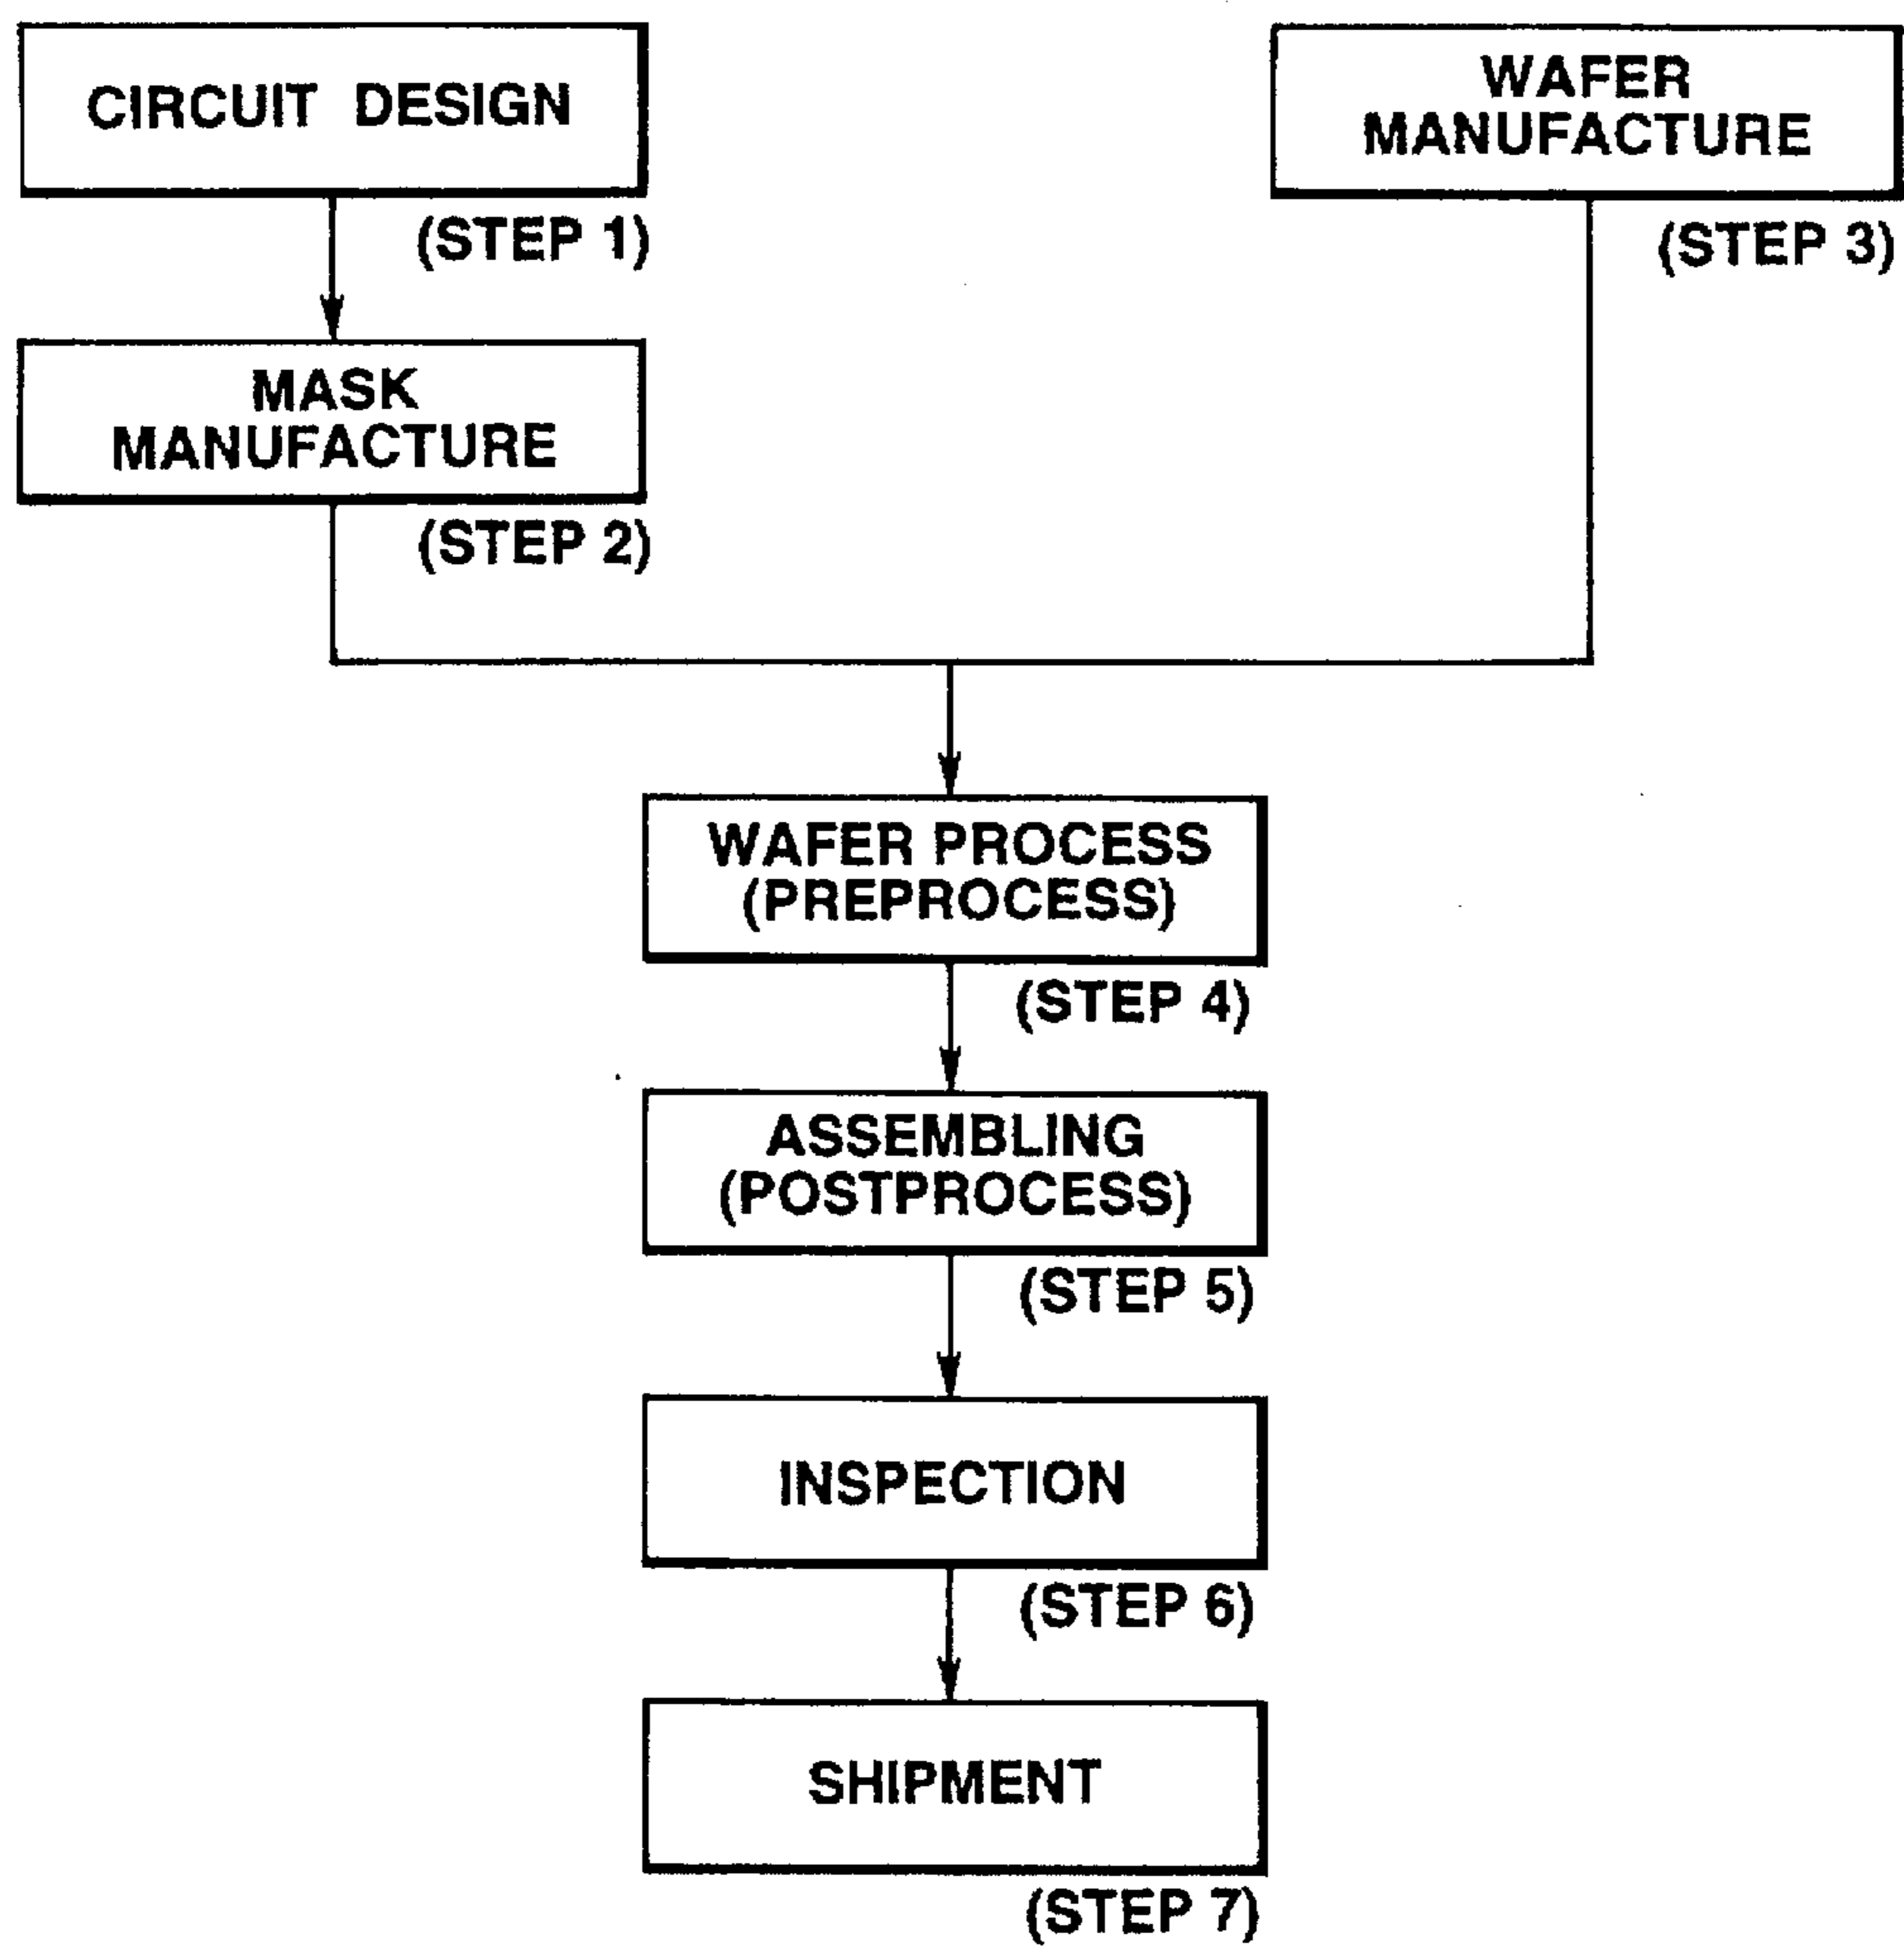 CIRCUIT DESIGN
(STEP 1)
MASK
MANUFACTURE
(STEP 2)
WAFER
MANUFACTURE
(STEP 3)
WAFER PROCESS
(PREPROCESS)
(STEP 4)
ASSEMBLING
(POSTPROCESS)
(STEP 5)
INSPECTION
(STEP 6)
SHIPMENT
(STEP 7)